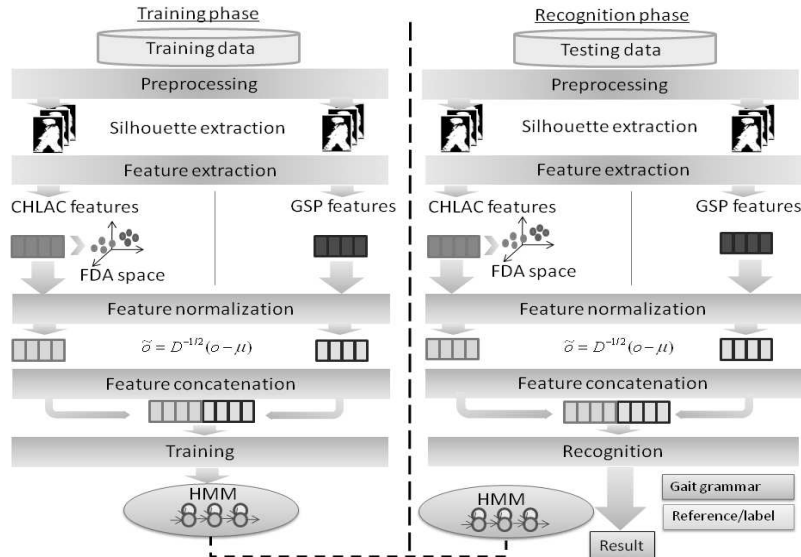 Training phase
Training data
Preprocessing
Silhouette extraction
Feature extraction
CHLAC features
GSP features
FDA space
Feature normalization
õ = D⁻¹/²(o − μ)
Feature concatenation
Training
HMM
Recognition phase
Testing data
Preprocessing
Silhouette extraction
Feature extraction
CHLAC features
GSP features
FDA space
Feature normalization
õ = D⁻¹/²(o − μ)
Feature concatenation
Recognition
HMM
Gait grammar
Reference/label
Result